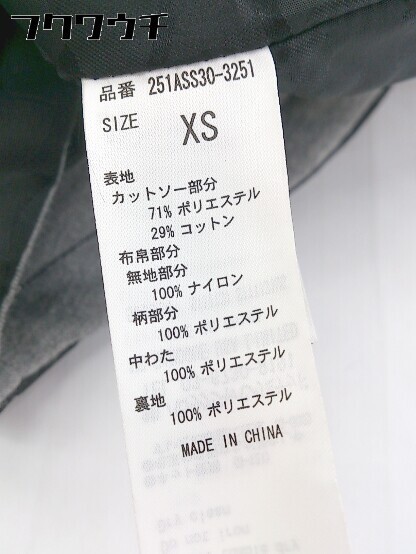 フクワウチ
品番 251ASS30-3251
SIZE XS
表地
カットソー部分
71% ポリエステル
29% コットン
布帛部分
無地部分
100% ナイロン
柄部分
100% ポリエステル
中わた
100% ポリエステル
裏地
100% ポリエステル
MADE IN CHINA